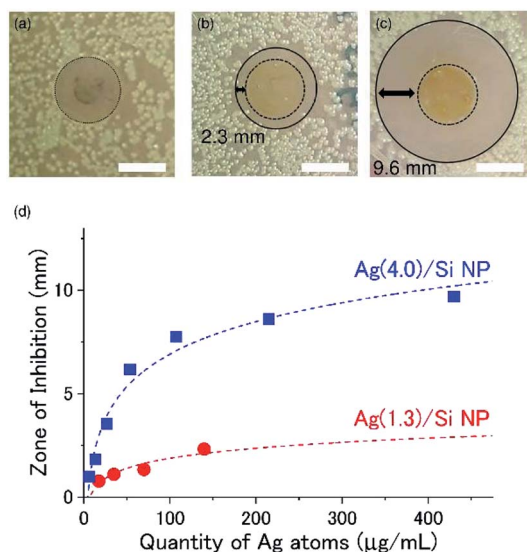 (a)
(b)
(c)
2.3 mm
9.6 mm
(d)
Zone of Inhibition (mm)
10
5
0
0
100
200
300
400
Quantity of Ag atoms (μg/mL)
Ag(4.0)/Si NP
Ag(1.3)/Si NP